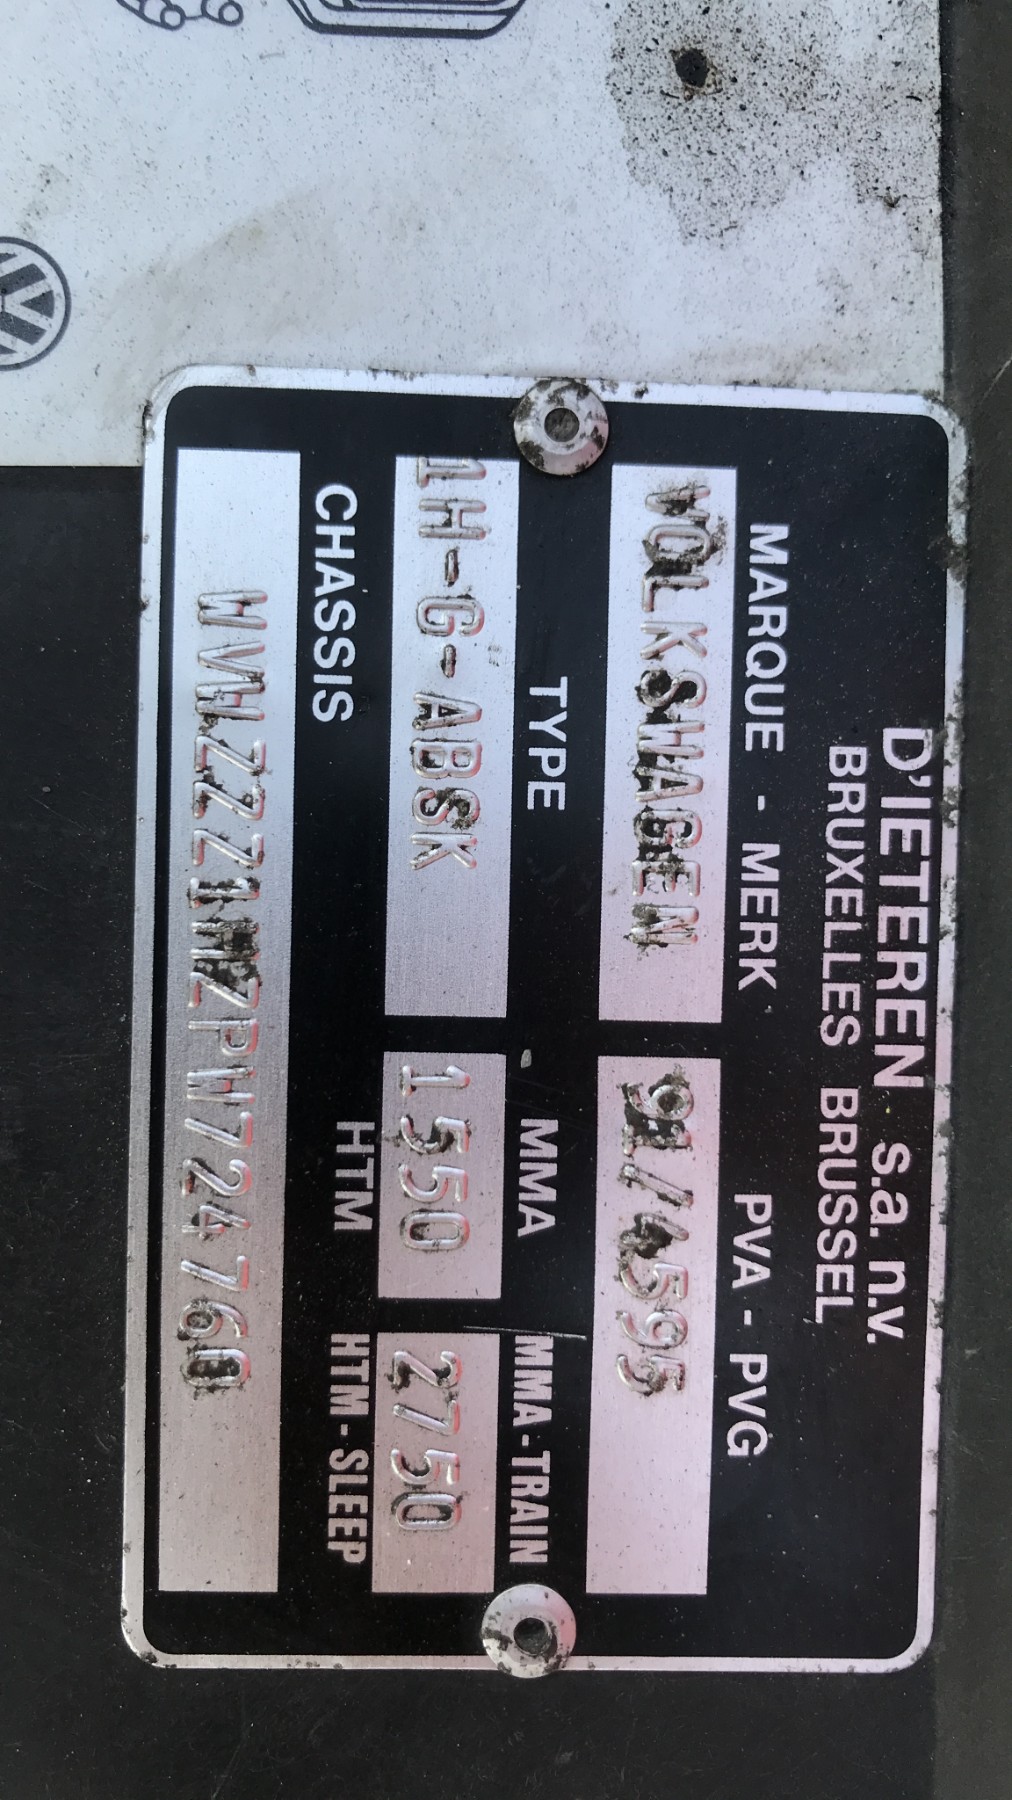 D'IETEREN s.a. n.v.
BRUXELLES BRUSSEL
MARQUE - MERK PVA - PVG
VOLKSWAGEN 91/4595
TYPE MMA MMA-TRAIN
1H-G-ABSK 1550 2750
CHASSIS HTM HTM-SLEEP
WVWZZZ1HZPW724760